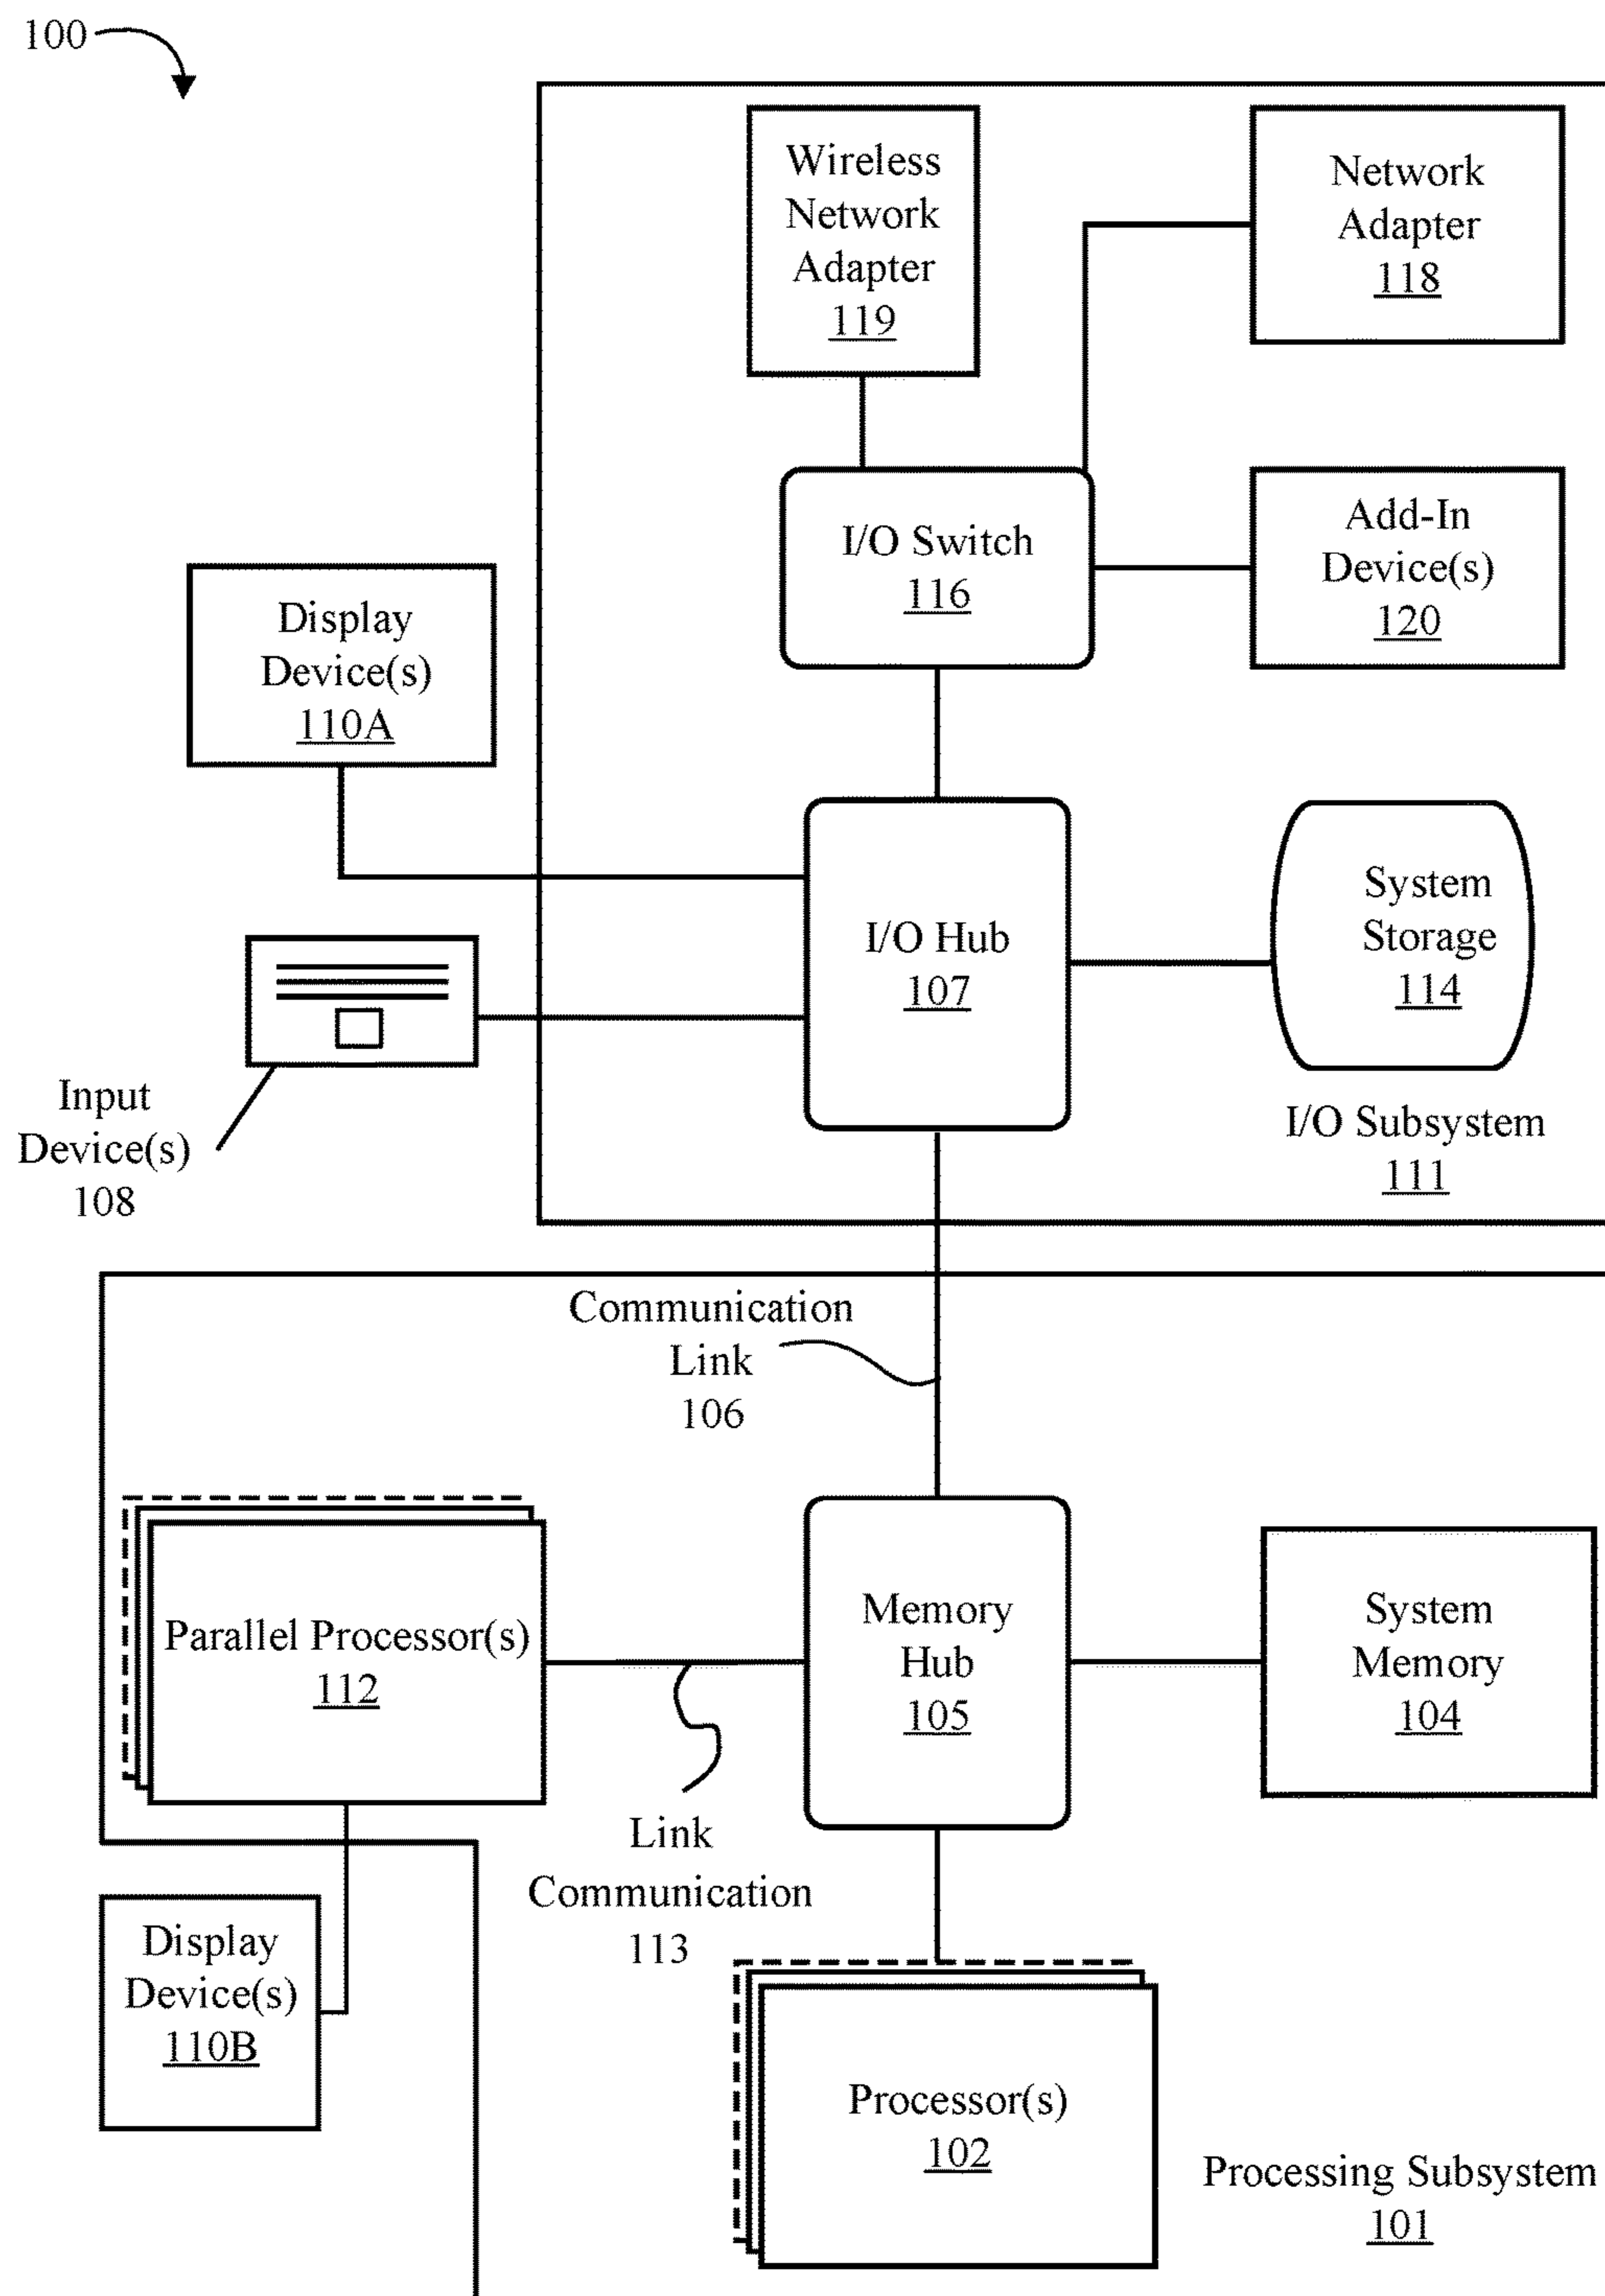 100
Wireless
Network
Adapter
119
Network
Adapter
118
I/O Switch
116
Add-In
Device(s)
120
Display
Device(s)
110A
I/O Hub
107
System
Storage
114
Input
Device(s)
108
I/O Subsystem
111
Communication
Link
106
Parallel Processor(s)
112
Memory
Hub
105
System
Memory
104
Link
Communication
113
Display
Device(s)
110B
Processor(s)
102
Processing Subsystem
101